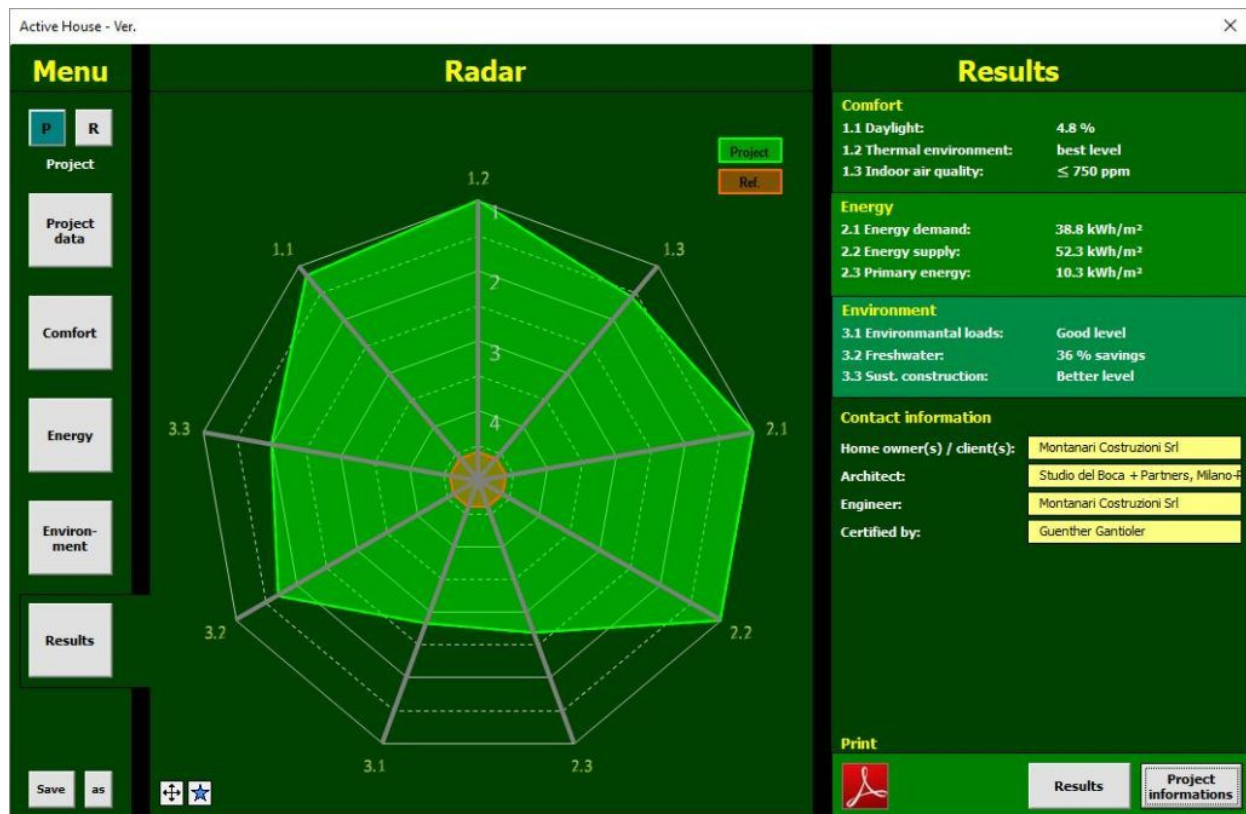 Active House - Ver.
Menu
P
R
Project
Project
data
Comfort
Energy
Environ-
ment
Results
Save
as
Radar
Project
Ref.
1.2
1.1
1.3
1
2
3
4
3.3
2.1
3.2
2.2
3.1
2.3
Results
Comfort
1.1 Daylight: 4.8 %
1.2 Thermal environment: best level
1.3 Indoor air quality: ≤ 750 ppm
Energy
2.1 Energy demand: 38.8 kWh/m²
2.2 Energy supply: 52.3 kWh/m²
2.3 Primary energy: 10.3 kWh/m²
Environment
3.1 Environmantal loads: Good level
3.2 Freshwater: 36 % savings
3.3 Sust. construction: Better level
Contact information
Home owner(s) / client(s): Montanari Costruzioni Srl
Architect: Studio del Boca + Partners, Milano-
Engineer: Montanari Costruzioni Srl
Certified by: Guenther Gantioler
Print
Results
Project
informations